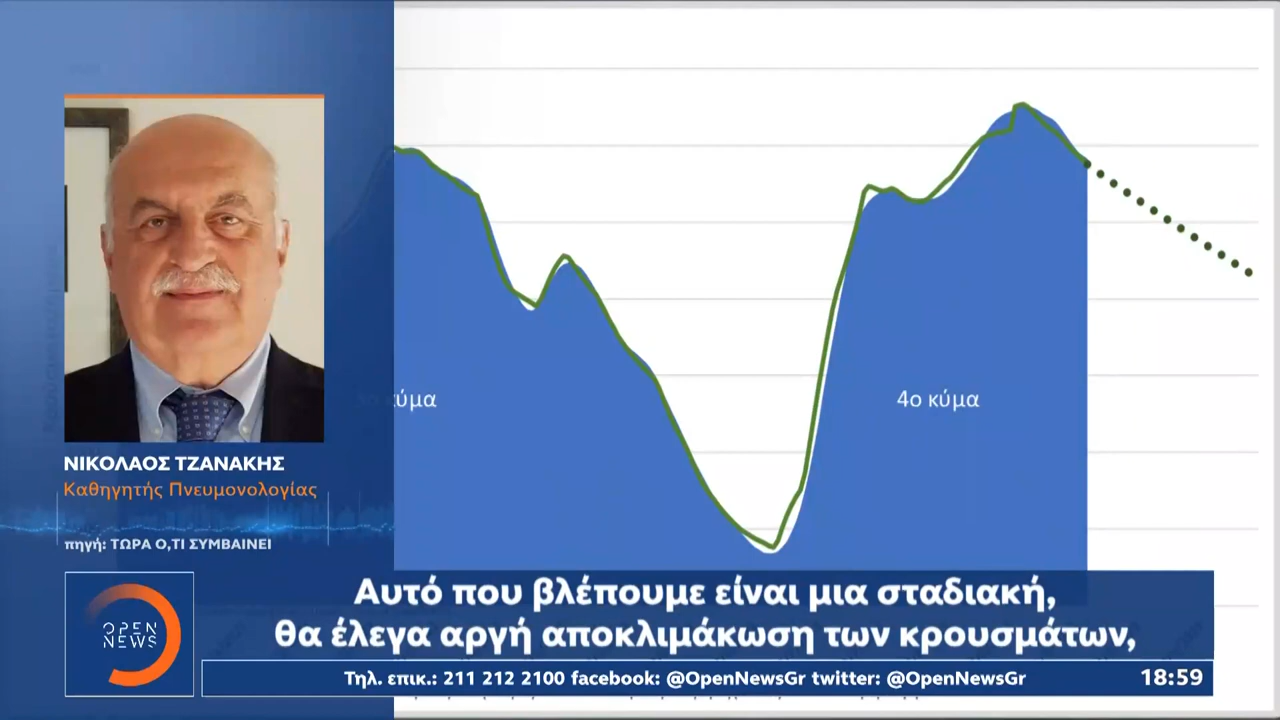 ΝΙΚΟΛΑΟΣ ΤΖΑΝΑΚΗΣ
Καθηγητής Πνευμονολογίας
πηγή: ΤΩΡΑ Ο,ΤΙ ΣΥΜΒΑΙΝΕΙ
3ο κύμα
4ο κύμα
OPEN
NEWS
Αυτό που βλέπουμε είναι μια σταδιακή,
θα έλεγα αργή αποκλιμάκωση των κρουσμάτων,
Τηλ. επικ.: 211 212 2100 facebook: @OpenNewsGr twitter: @OpenNewsGr
18:59